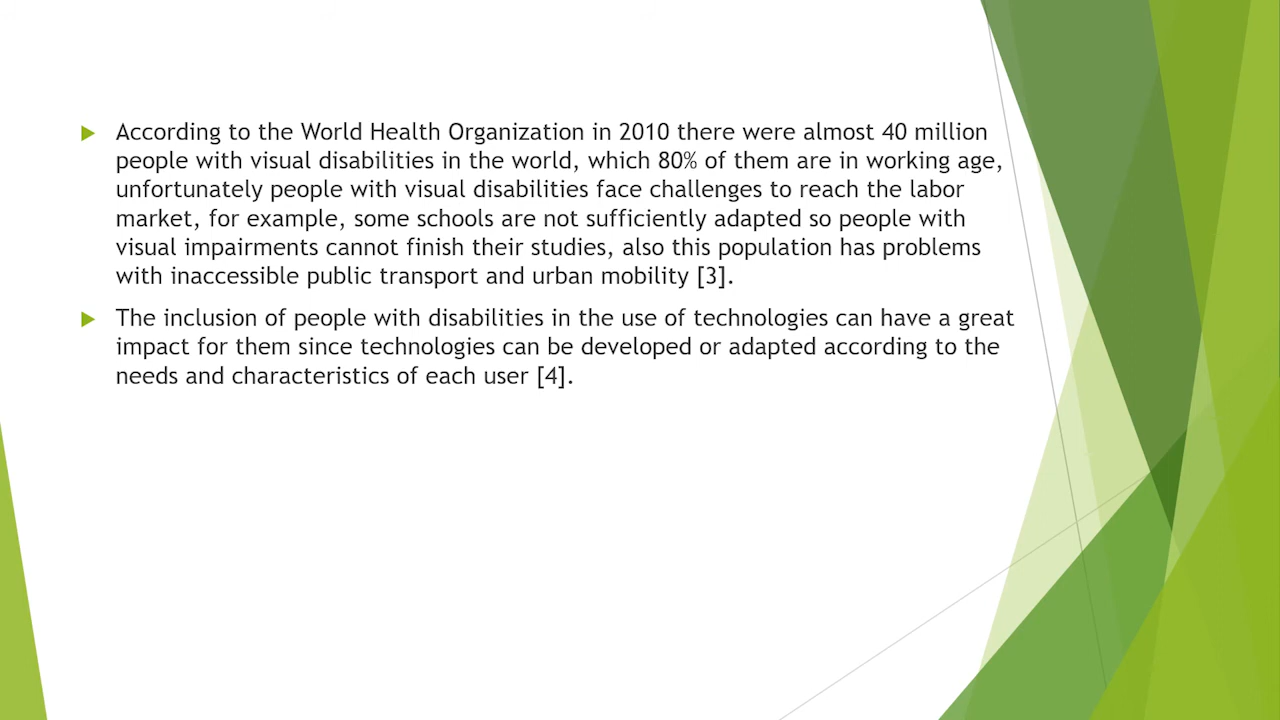 According to the World Health Organization in 2010 there were almost 40 million
people with visual disabilities in the world, which 80% of them are in working age,
unfortunately people with visual disabilities face challenges to reach the labor
market, for example, some schools are not sufficiently adapted so people with
visual impairments cannot finish their studies, also this population has problems
with inaccessible public transport and urban mobility [3].
The inclusion of people with disabilities in the use of technologies can have a great
impact for them since technologies can be developed or adapted according to the
needs and characteristics of each user [4].